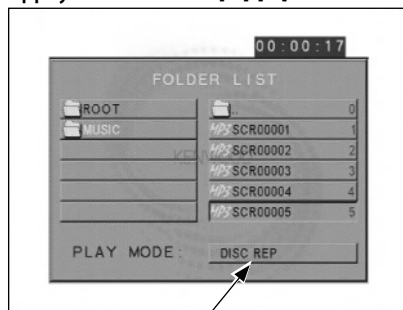 00:00:17
FOLDER LIST
ROOT
MUSIC
.. 0
MP3 SCR00001 1
MP3 SCR00002 2
MP3 SCR00003 3
MP3 SCR00004 4
MP3 SCR00005 5
PLAY MODE: DISC REP